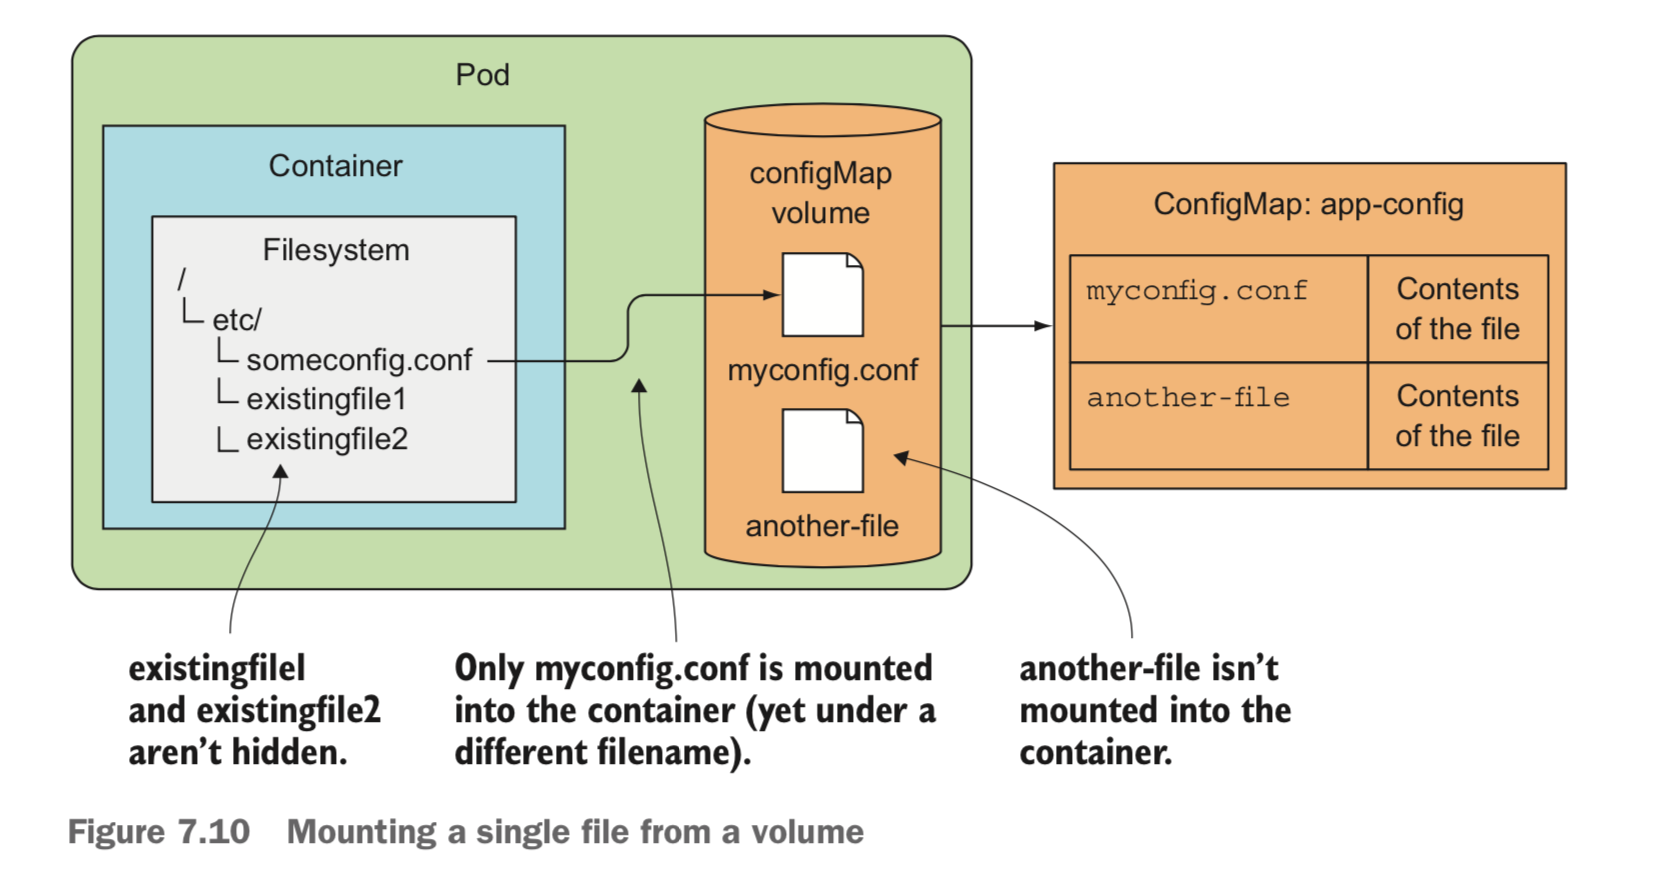 Pod
Container
Filesystem
/
etc/
someconfig.conf
existingfile1
existingfile2
configMap
volume
myconfig.conf
another-file
ConfigMap: app-config
myconfig.conf
Contents
of the file
another-file
Contents
of the file
existingfile1
and existingfile2
aren’t hidden.
Only myconfig.conf is mounted
into the container (yet under a
different filename).
another-file isn’t
mounted into the
container.
Figure 7.10 Mounting a single file from a volume